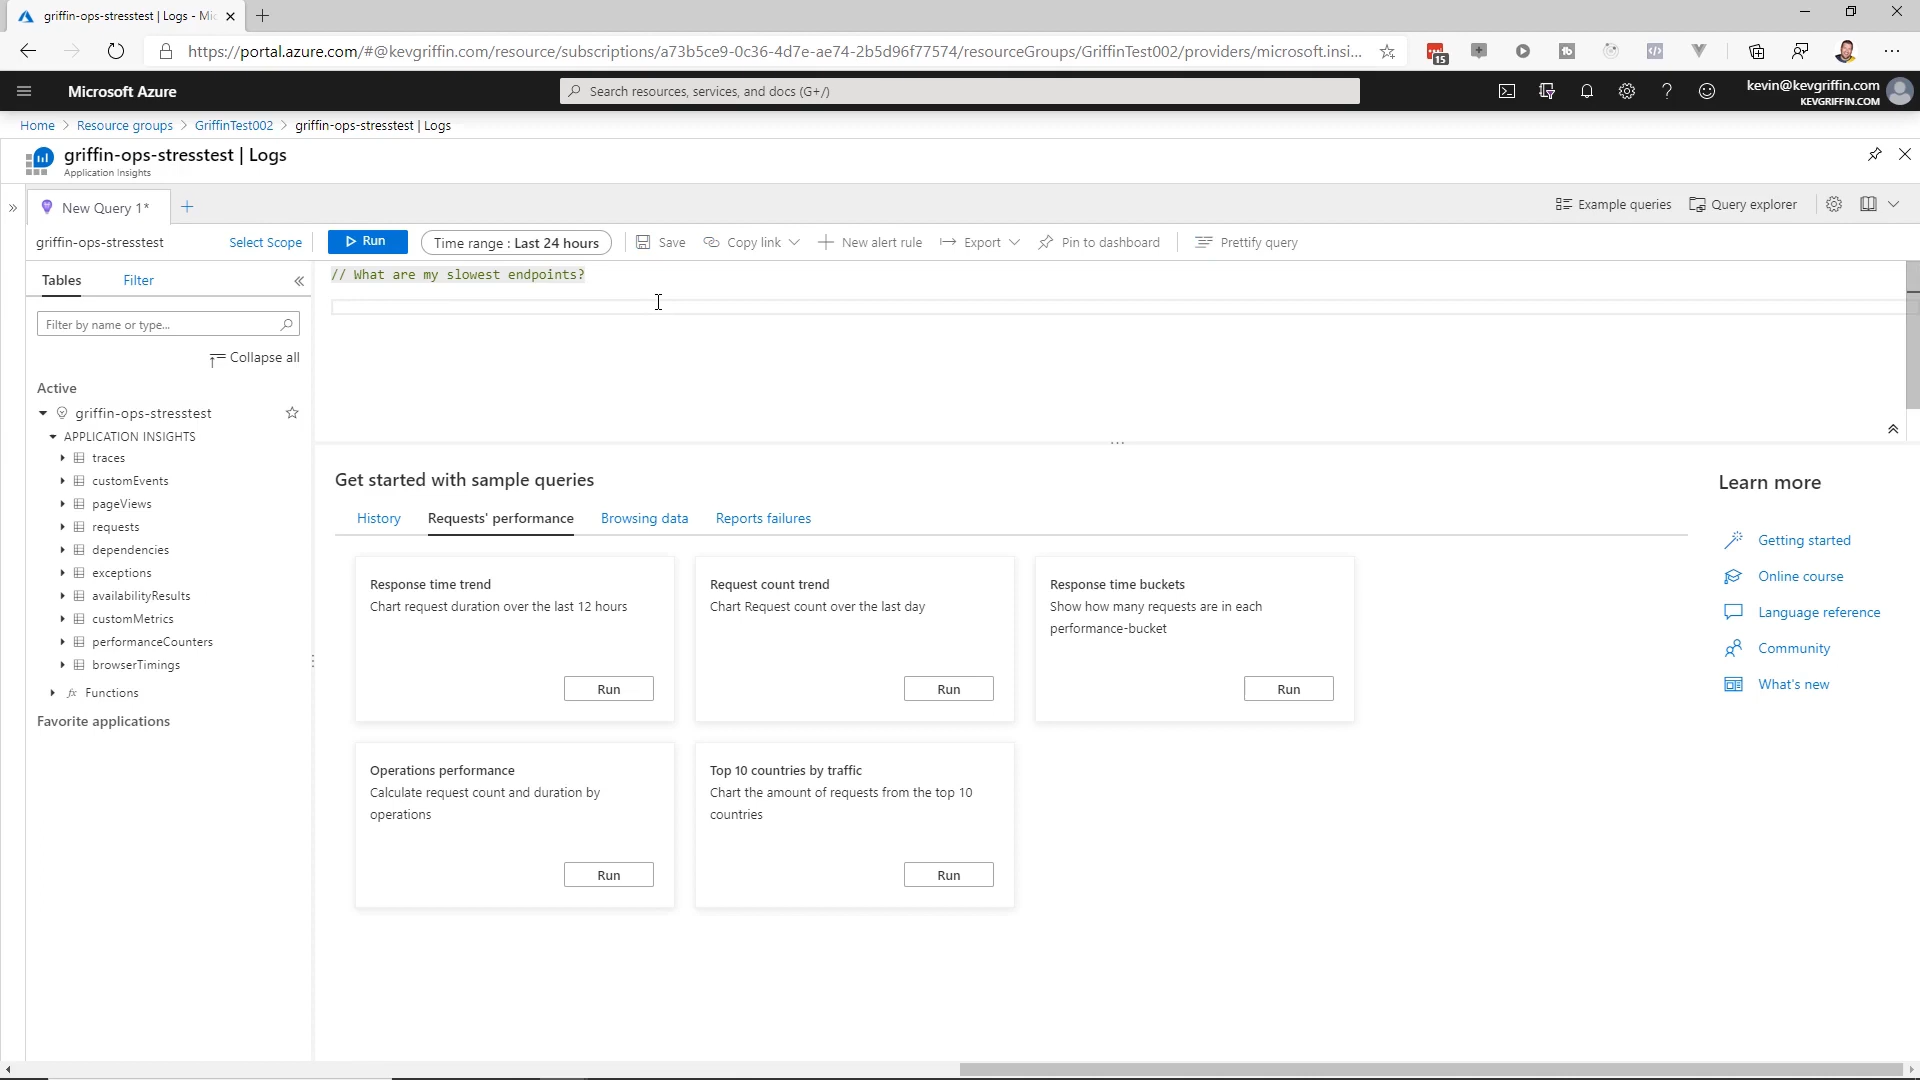 griffin-ops-stresstest | Logs - Mi
https://portal.azure.com/#@kevgriffin.com/resource/subscriptions/a73b5ce9-0c36-4d7e-ae74-2b5d96f77574/resourceGroups/GriffinTest002/providers/microsoft.insi...
15
Microsoft Azure
Search resources, services, and docs (G+/)
kevin@kevgriffin.com
KEVGRIFFIN.COM
Home > Resource groups > GriffinTest002 > griffin-ops-stresstest | Logs
griffin-ops-stresstest | Logs
Application Insights
New Query 1*
Example queries
Query explorer
griffin-ops-stresstest
Select Scope
Run
Time range : Last 24 hours
Save
Copy link
New alert rule
Export
Pin to dashboard
Prettify query
Tables
Filter
// What are my slowest endpoints?
Filter by name or type...
Collapse all
Active
griffin-ops-stresstest
APPLICATION INSIGHTS
traces
customEvents
pageViews
requests
dependencies
exceptions
availabilityResults
customMetrics
performanceCounters
browserTimings
fx Functions
Favorite applications
Get started with sample queries
History
Requests' performance
Browsing data
Reports failures
Response time trend
Chart request duration over the last 12 hours
Run
Request count trend
Chart Request count over the last day
Run
Response time buckets
Show how many requests are in each
performance-bucket
Run
Operations performance
Calculate request count and duration by
operations
Run
Top 10 countries by traffic
Chart the amount of requests from the top 10
countries
Run
Learn more
Getting started
Online course
Language reference
Community
What's new